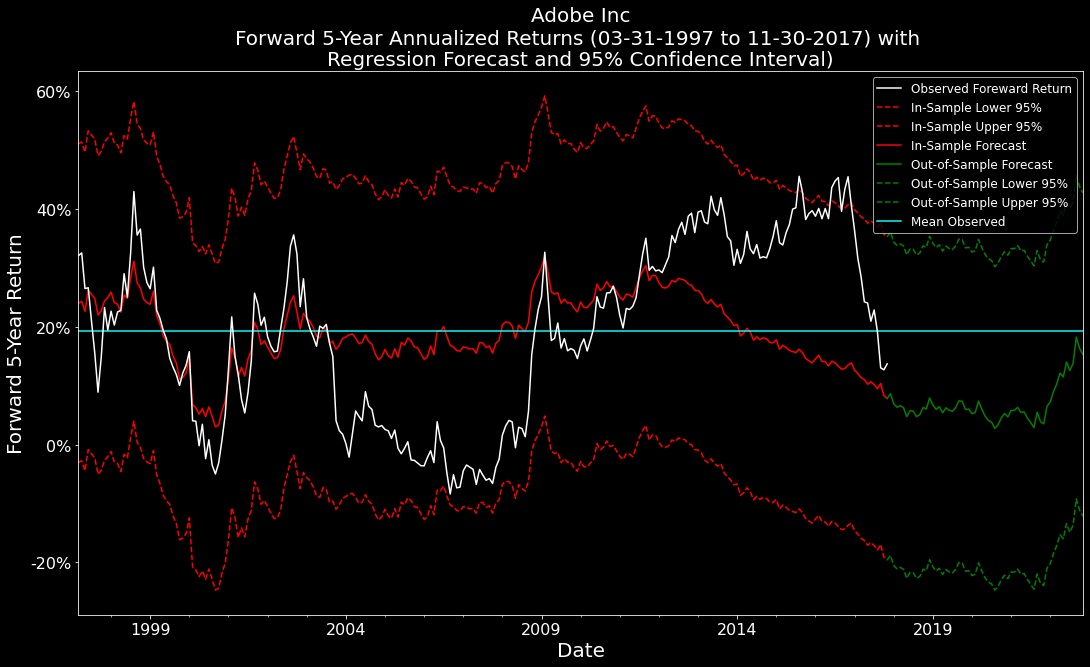 Adobe Inc
Forward 5-Year Annualized Returns (03-31-1997 to 11-30-2017) with
Regression Forecast and 95% Confidence Interval)
Forward 5-Year Return
60%
40%
20%
0%
-20%
Observed Foreward Return
In-Sample Lower 95%
In-Sample Upper 95%
In-Sample Forecast
Out-of-Sample Forecast
Out-of-Sample Lower 95%
Out-of-Sample Upper 95%
Mean Observed
1999
2004
2009
2014
2019
Date